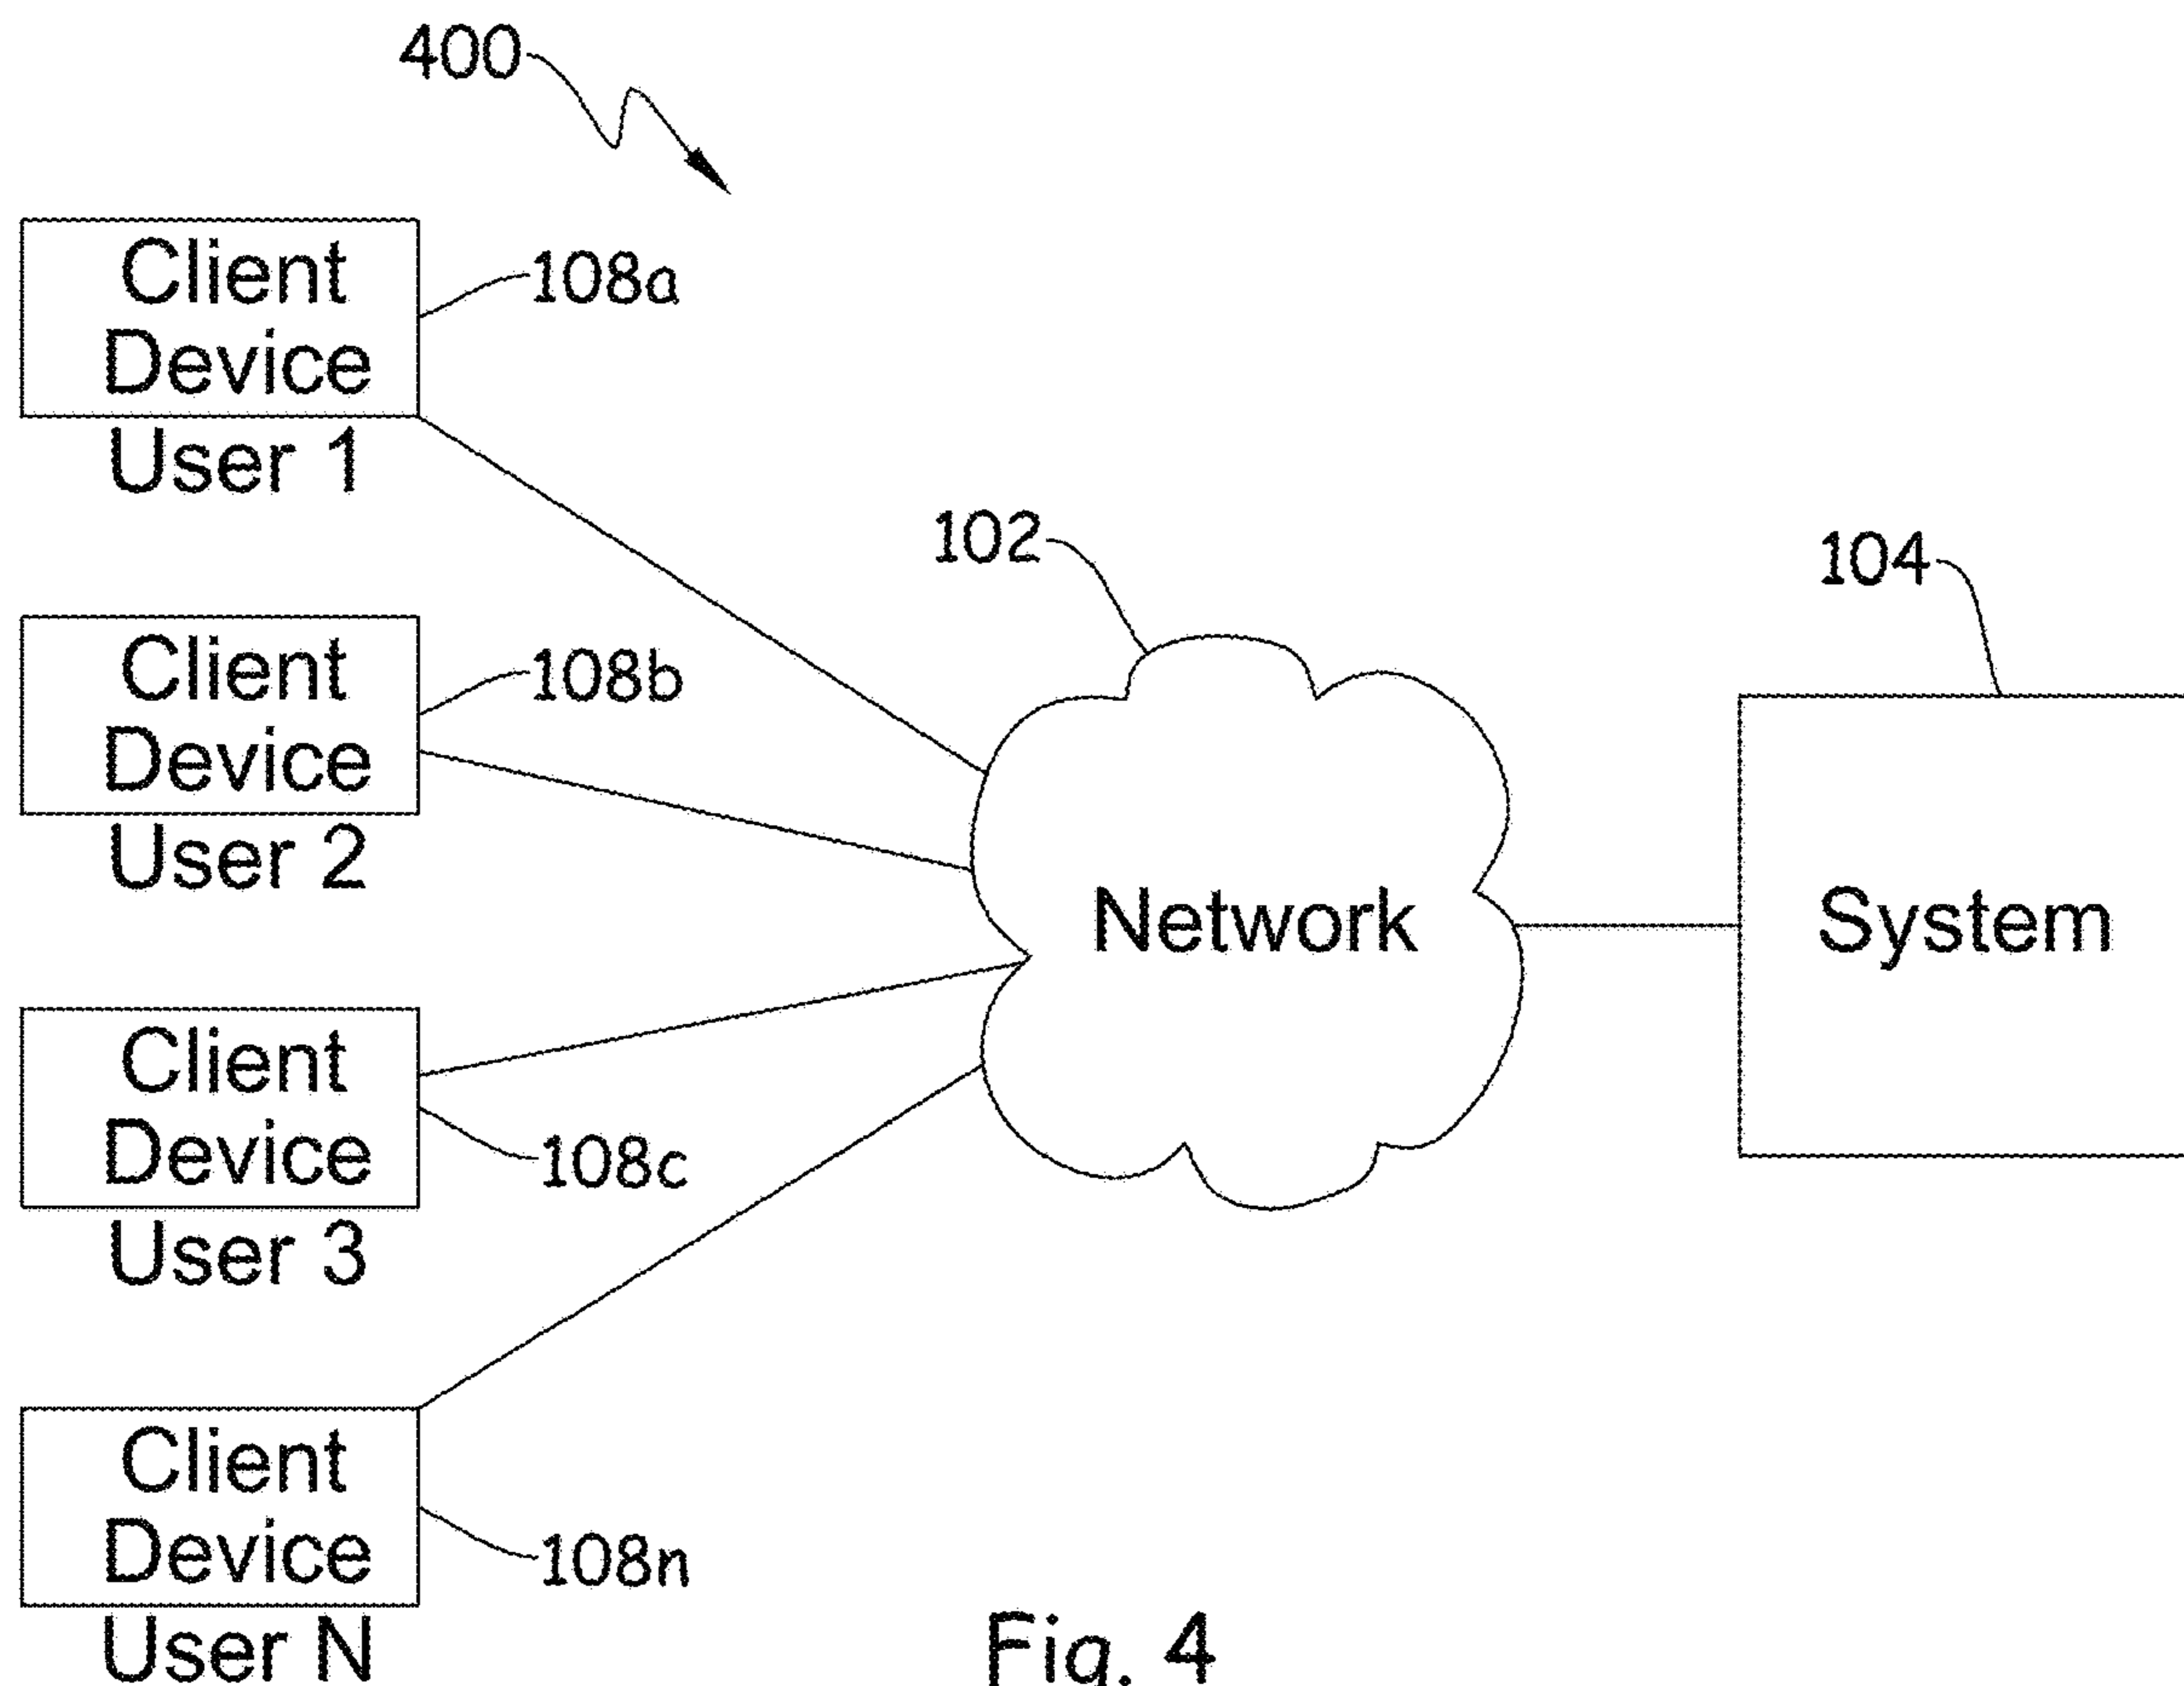 400
Client
Device
108a
User 1
102
104
Client
Device
108b
User 2
Network
System
Client
Device
108c
User 3
Client
Device
108n
User N
Fig. 4